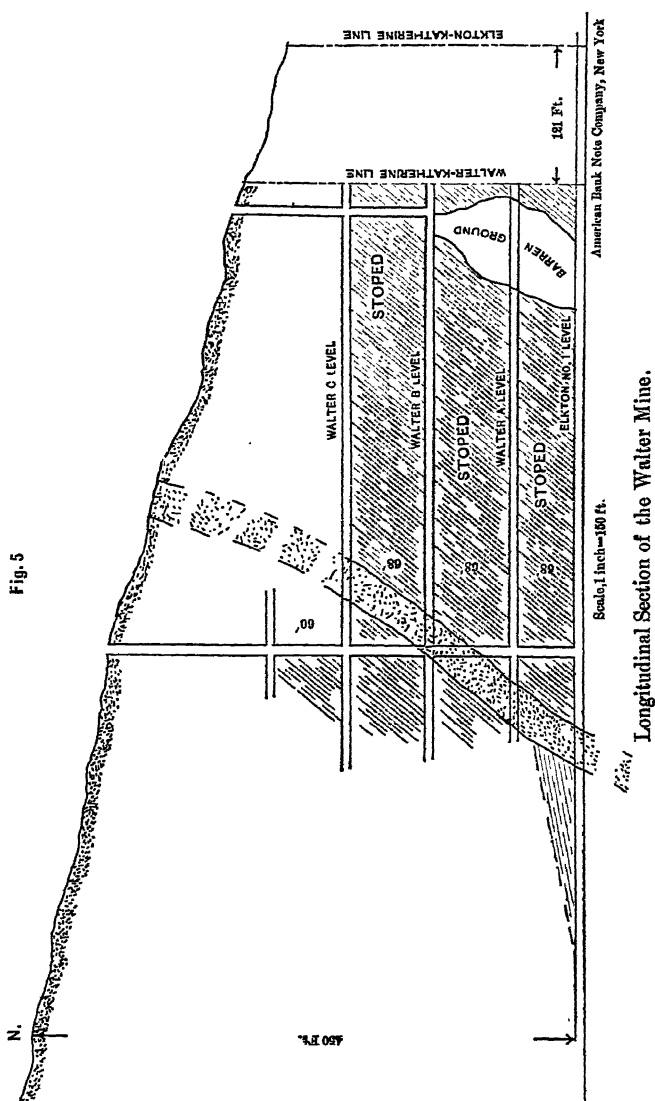 Fig. 5
N.
ELKTON-KATHERINE LINE
WALTER-KATHERINE LINE
121 Ft.
60'
WALTER C LEVEL
STOPED
68
WALTER B LEVEL
STOPED
68
BARREN
GROUND
WALTER A LEVEL
STOPED
68
ELKTON NO. 1 LEVEL
450 Ft.
Scale, 1 inch=150 ft.
American Bank Note Company, New York
Longitudinal Section of the Walter Mine.